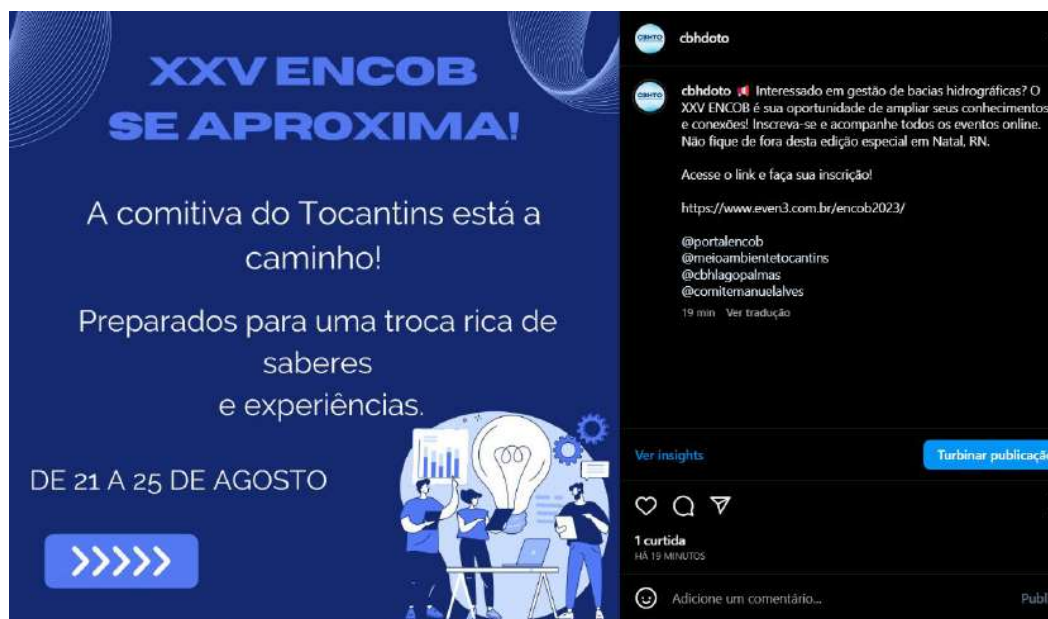 XXV ENCOB
SE APROXIMA!
A comitiva do Tocantins está a
caminho!
Preparados para uma troca rica de
saberes
e experiências.
DE 21 A 25 DE AGOSTO
CBHTO
cbhdoto
CBHTO
cbhdoto 📢 Interessado em gestão de bacias hidrográficas? O
XXV ENCOB é sua oportunidade de ampliar seus conhecimentos
e conexões! Inscreva-se e acompanhe todos os eventos online.
Não fique de fora desta edição especial em Natal, RN.
Acesse o link e faça sua inscrição!
https://www.even3.com.br/encob2023/
@portalencob
@meioambientetocantins
@cbhlagopalmas
@comitemanuelalves
19 min Ver tradução
Ver insights
Turbinar publicaçã
1 curtida
HÁ 19 MINUTOS
Adicione um comentário...
Publi